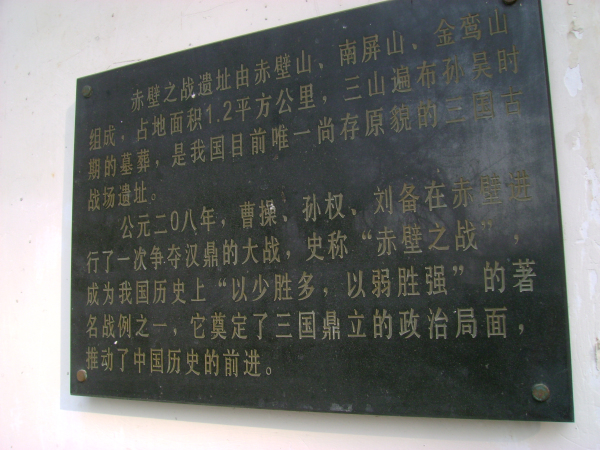 赤壁之战遗址由赤壁山、南屏山、金鸾山
组成，占地面积1.2平方公里，三山遍布孙吴时
期的墓葬，是我国目前唯一尚存原貌的三国古
战场遗址。
公元二0八年，曹操、孙权、刘备在赤壁进
行了一次争夺汉鼎的大战，史称“赤壁之战”，
成为我国历史上“以少胜多，以弱胜强”的著
名战例之一，它奠定了三国鼎立的政治局面，
推动了中国历史的前进。